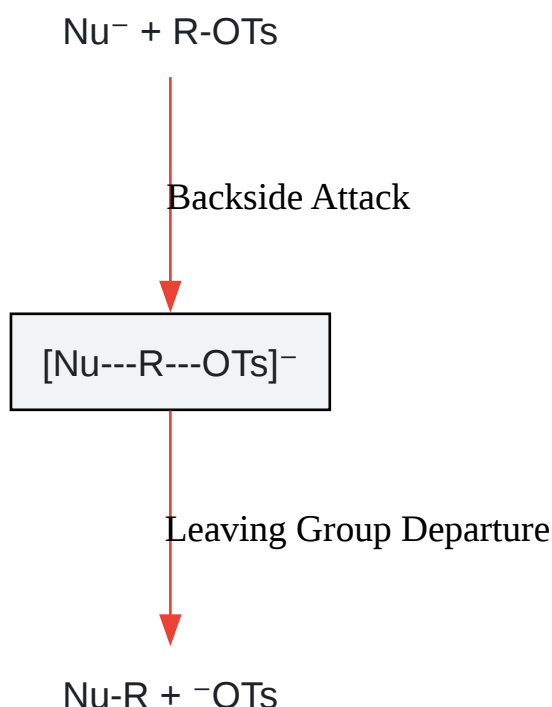 Nu⁻ + R-OTs
Backside Attack
[Nu---R---OTs]⁻
Leaving Group Departure
Nu-R + ⁻OTs